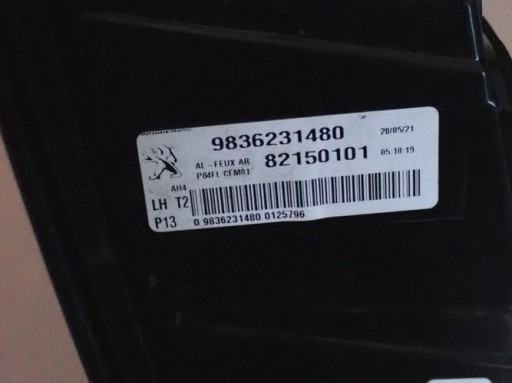 9836231480 20/05/21
AL-FEUX AR 82150101 05:10:19
P84FL CEM01
AH4
LH T2
P13 0 9836231480 0125796